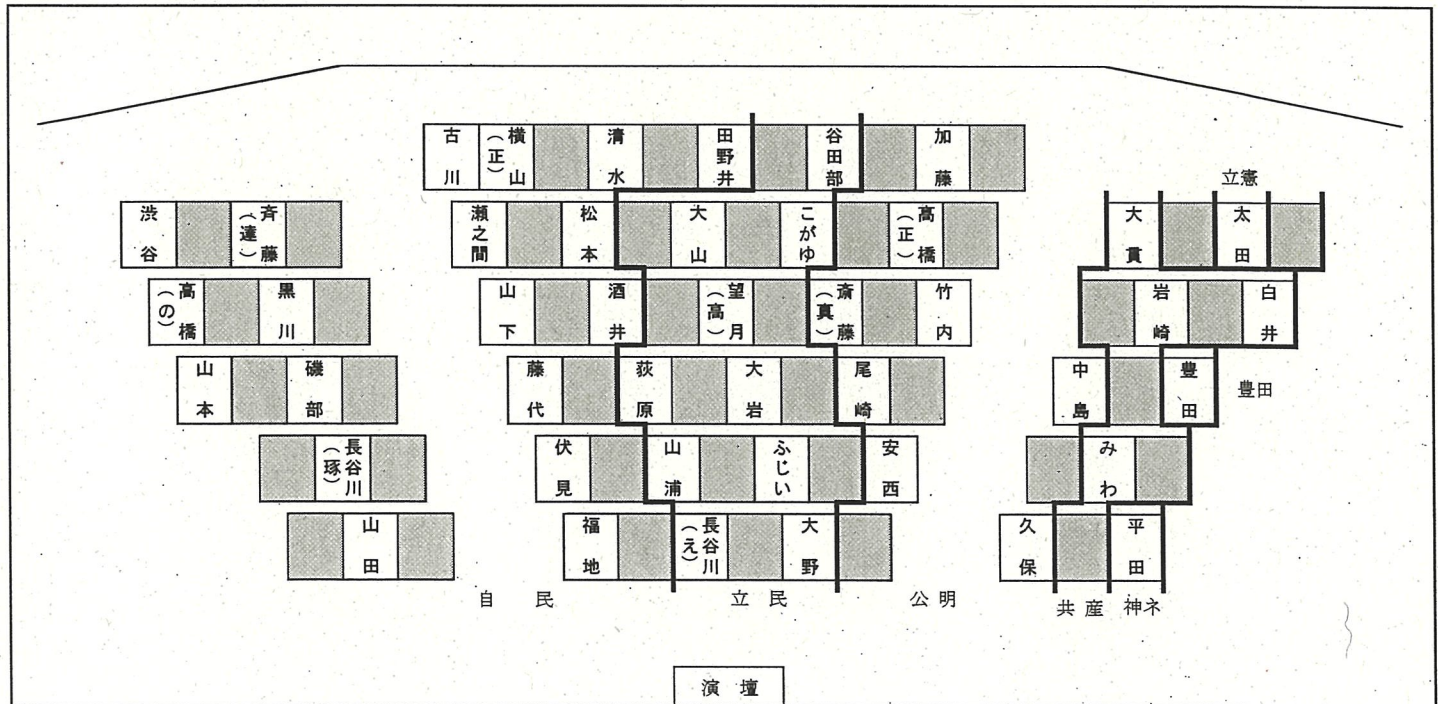 古川 横山(正) 清水 田野井 谷田部 加藤
立憲
渋谷 斉藤(達) 瀬之間 松本 大山 こがゆ 高橋(正) 大貫 太田
高橋(の) 黒川 山下 酒井 望月(高) 斎藤(真) 竹内 岩崎 白井
山本 磯部 藤代 荻原 大岩 尾崎 中島 豊田 豊田
長谷川(琢) 伏見 山浦 ふじい 安西 みわ
山田 福地 長谷川(え) 大野 久保 平田
自民 立民 公明 共産 神ネ
演壇